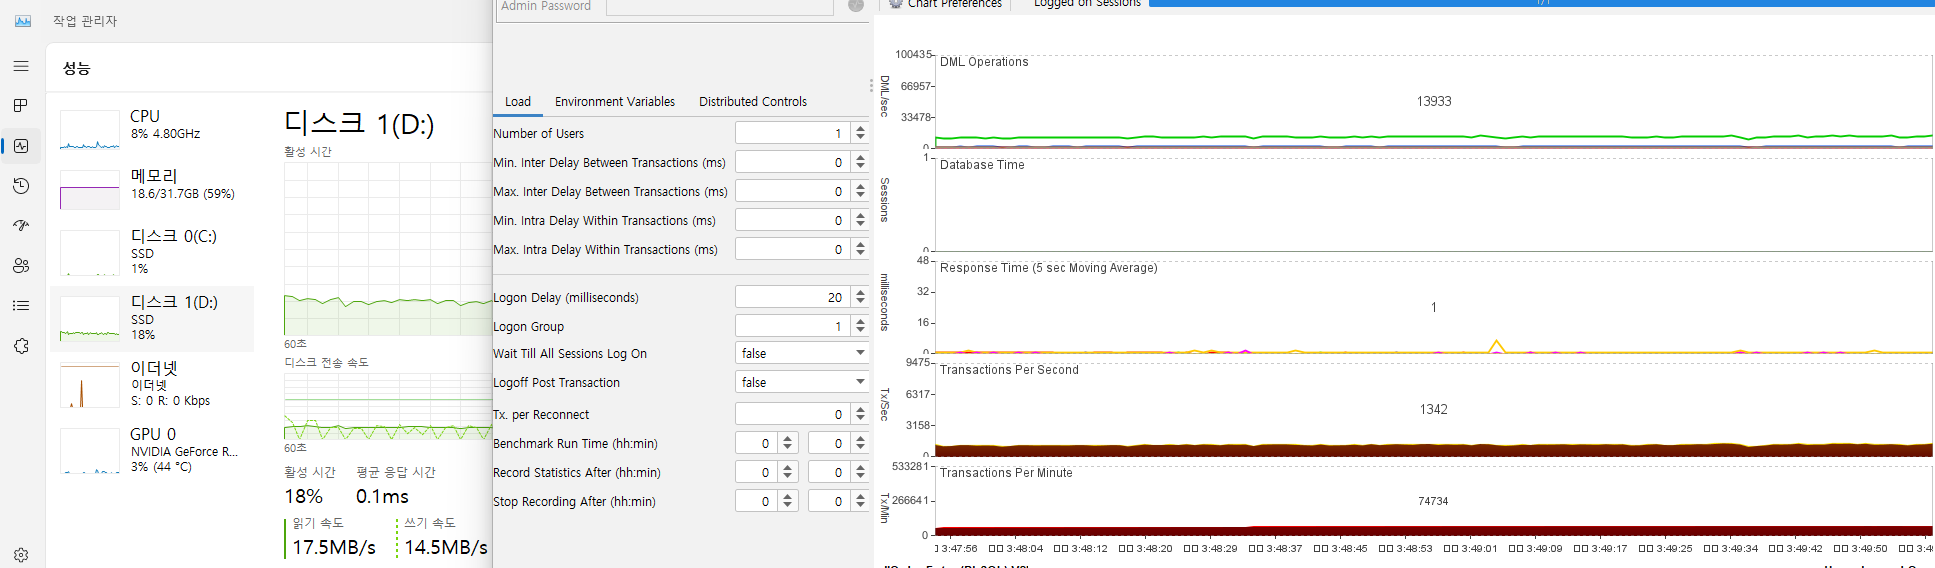 작업 관리자
성능
CPU
8% 4.80GHz
메모리
18.6/31.7GB (59%)
디스크 0(C:)
SSD
1%
디스크 1(D:)
SSD
18%
이더넷
이더넷
S: 0 R: 0 Kbps
GPU 0
NVIDIA GeForce R...
3% (44 °C)
디스크 1(D:)
활성 시간
60초
디스크 전송 속도
60초
활성 시간 평균 응답 시간
18% 0.1ms
읽기 속도 쓰기 속도
17.5MB/s 14.5MB/s
Admin Password
Load Environment Variables Distributed Controls
Number of Users 1
Min. Inter Delay Between Transactions (ms) 0
Max. Inter Delay Between Transactions (ms) 0
Min. Intra Delay Within Transactions (ms) 0
Max. Intra Delay Within Transactions (ms) 0
Logon Delay (milliseconds) 20
Logon Group 1
Wait Till All Sessions Log On false
Logoff Post Transaction false
Tx. per Reconnect 0
Benchmark Run Time (hh:min) 0 0
Record Statistics After (hh:min) 0 0
Stop Recording After (hh:min) 0 0
Chart Preferences Logged on Sessions 1/1
DML Operations
DML/sec
100435
66957
33478
0
13933
Database Time
Sessions
1
0
Response Time (5 sec Moving Average)
milliseconds
48
32
16
0
1
Transactions Per Second
Tx/Sec
9475
6317
3158
0
1342
Transactions Per Minute
Tx/Min
533281
266641
0
74734
3:47:56 3:48:04 3:48:12 3:48:20 3:48:29 3:48:37 3:48:45 3:48:53 3:49:01 3:49:09 3:49:17 3:49:25 3:49:34 3:49:42 3:49:50